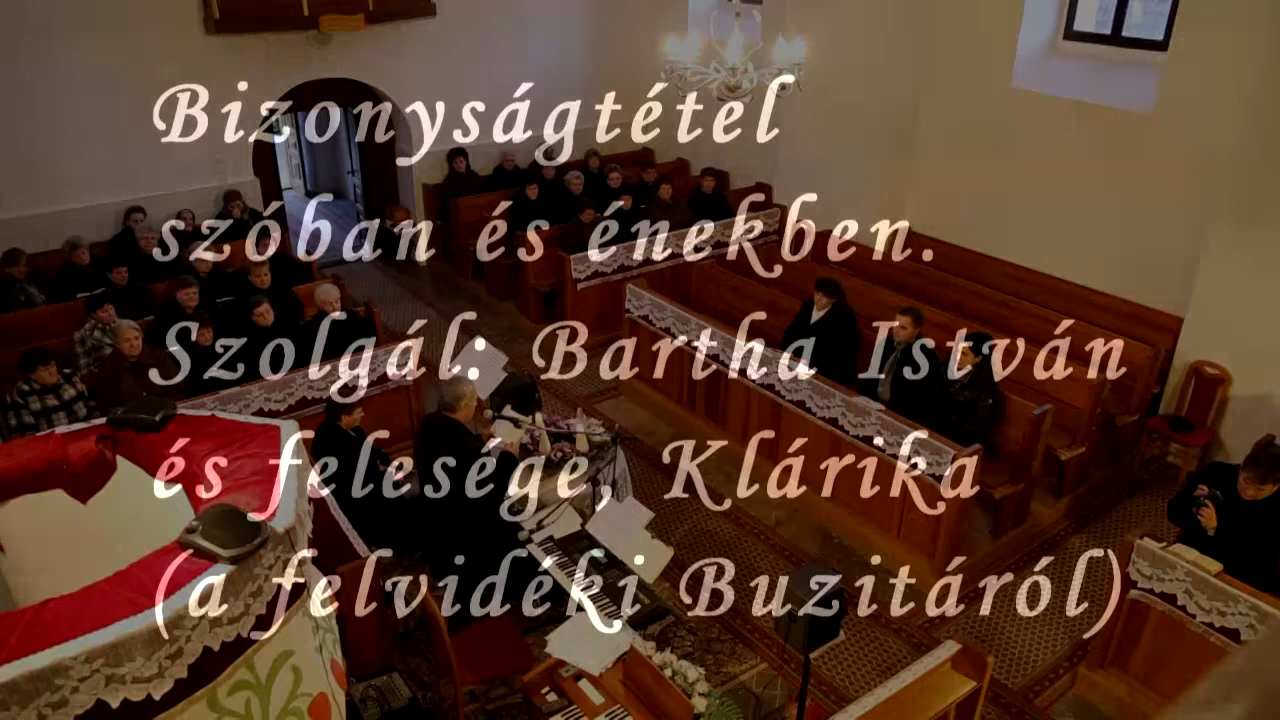 Bizonyságtétel
szóban és énekben.
Szolgál: Bartha István
és felesége, Klárika
(a felvidéki Buzitáról)